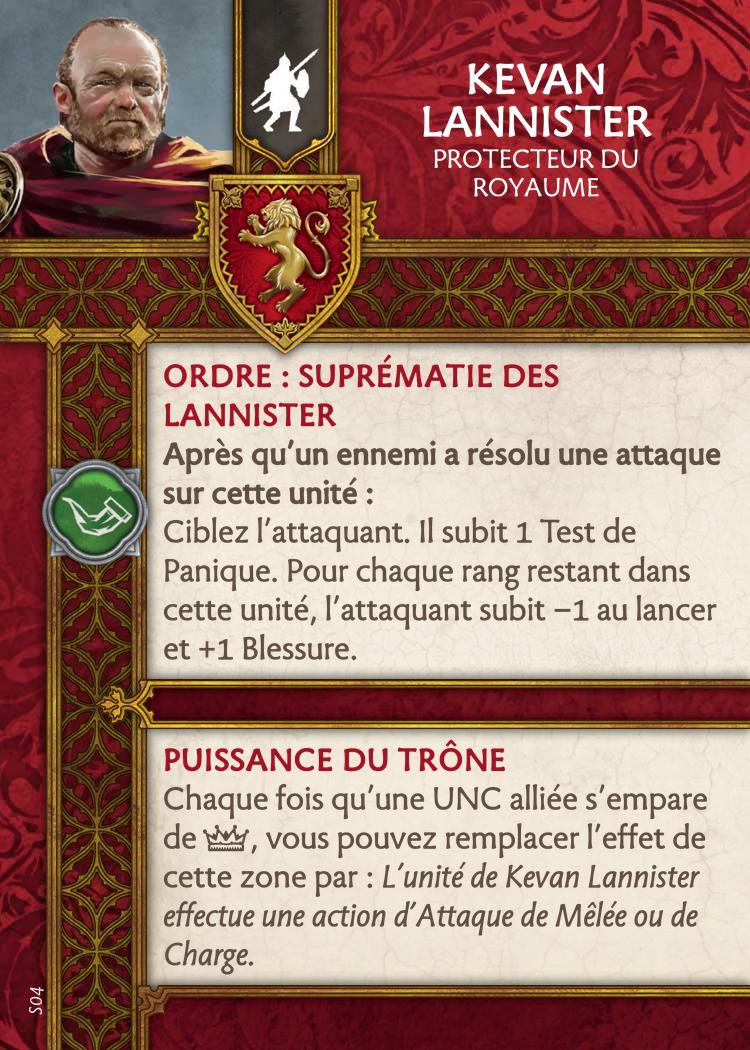 KEVAN
LANNISTER
PROTECTEUR DU
ROYAUME
ORDRE : SUPRÉMATIE DES
LANNISTER
Après qu'un ennemi a résolu une attaque
sur cette unité :
Ciblez l'attaquant. Il subit 1 Test de
Panique. Pour chaque rang restant dans
cette unité, l'attaquant subit –1 au lancer
et +1 Blessure.
PUISSANCE DU TRÔNE
Chaque fois qu'une UNC alliée s'empare
de , vous pouvez remplacer l'effet de
cette zone par : L'unité de Kevan Lannister
effectue une action d'Attaque de Mêlée ou de
Charge.
S04